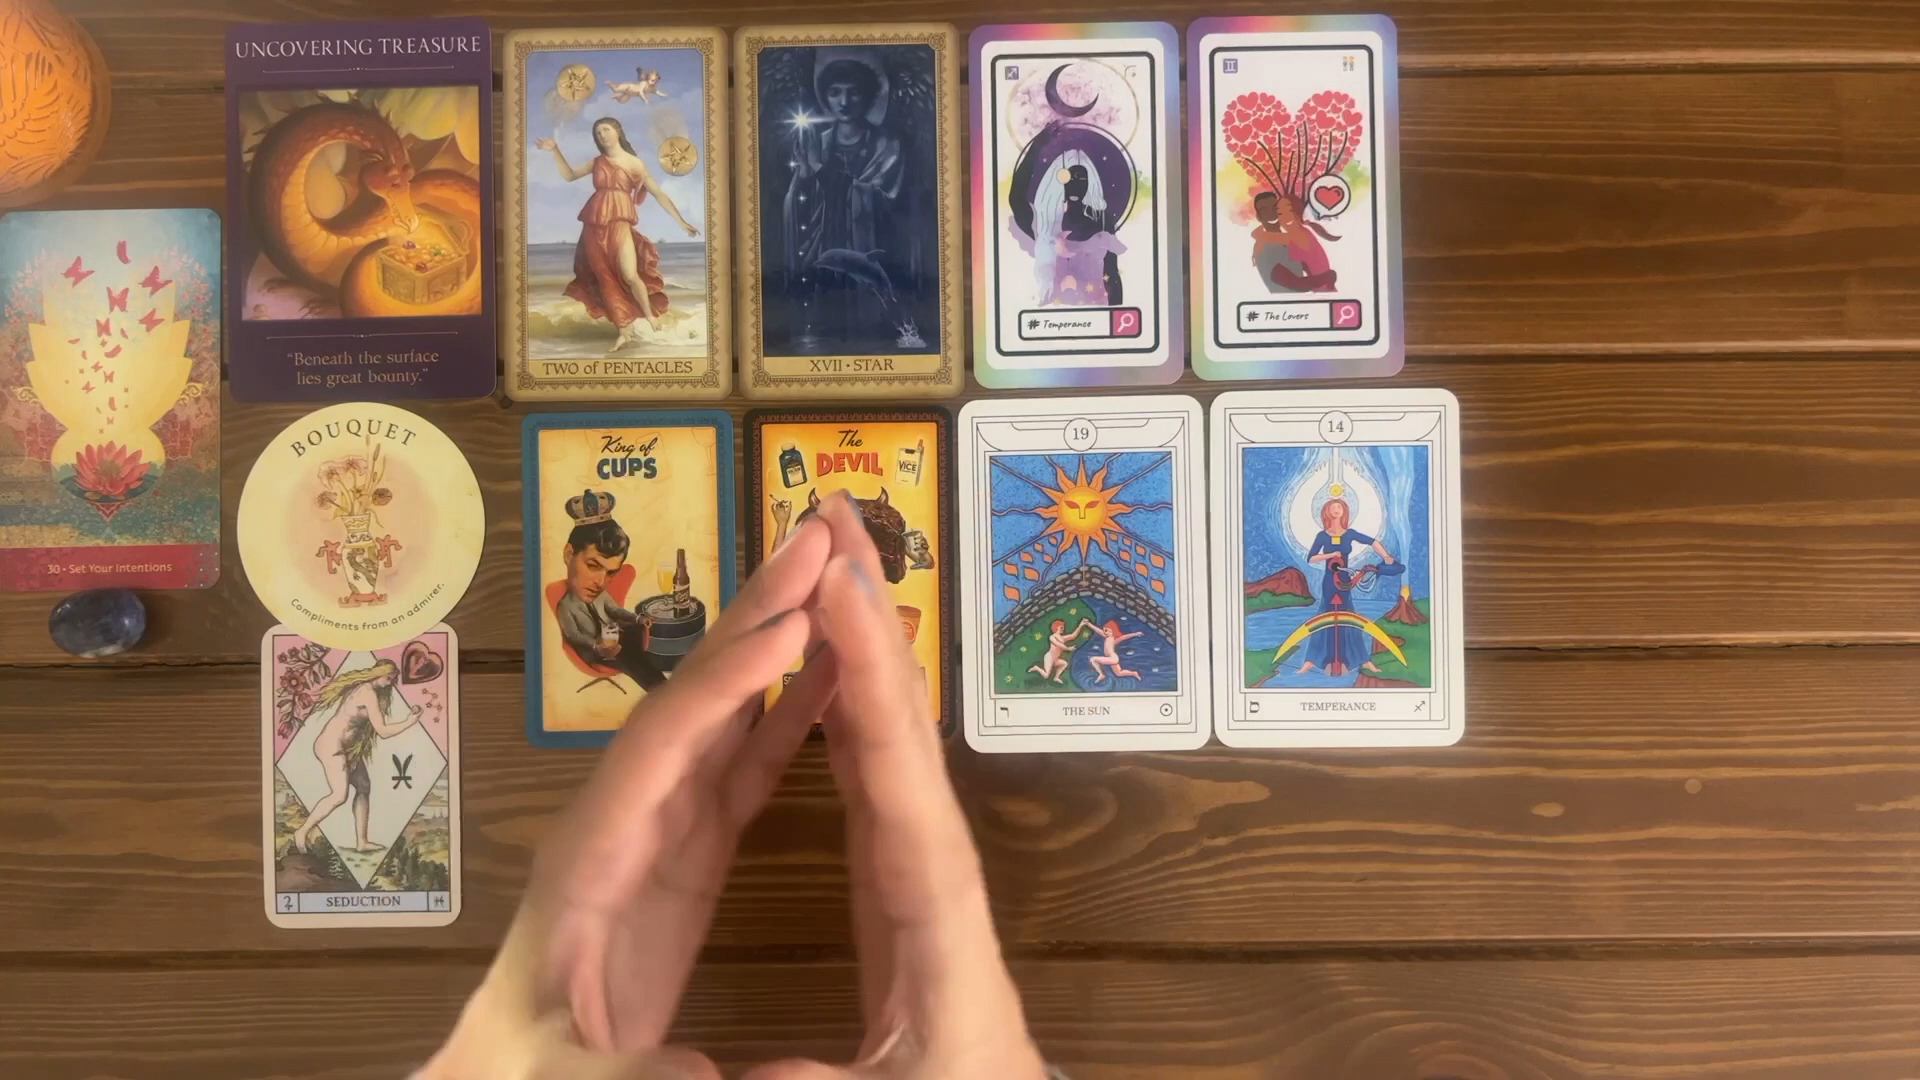 UNCOVERING TREASURE
"Beneath the surface
lies great bounty."
TWO of PENTACLES
XVII • STAR
# Temperance
# The Lovers
30 • Set Your Intentions
BOUQUET
Compliments from an admirer.
SEDUCTION
King of
CUPS
The
DEVIL
VICE
19
THE SUN
14
TEMPERANCE